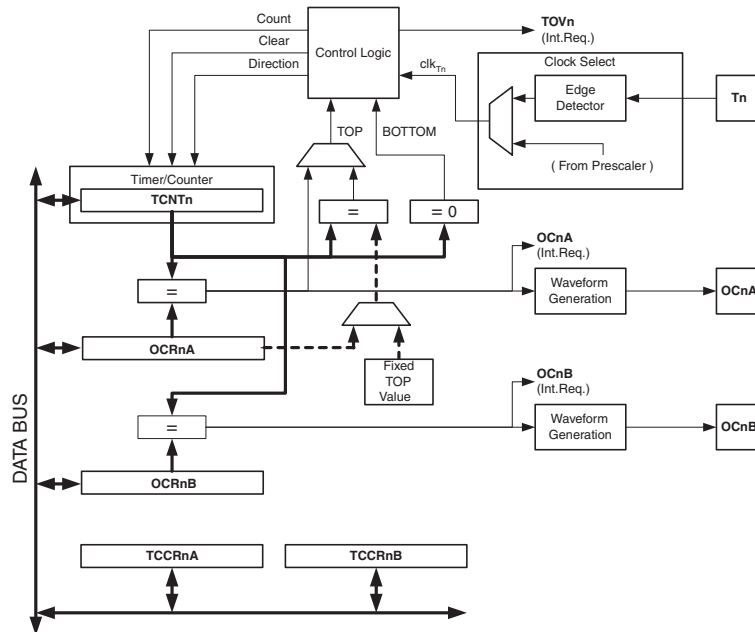 Count
Clear
Direction
Control Logic
TOVn
(Int.Req.)
clkTn
Clock Select
Edge
Detector
Tn
( From Prescaler )
TOP
BOTTOM
Timer/Counter
TCNTn
=
= 0
OCnA
(Int.Req.)
=
Waveform
Generation
OCnA
OCRnA
Fixed
TOP
Value
OCnB
(Int.Req.)
=
Waveform
Generation
OCnB
OCRnB
DATA BUS
TCCRnA
TCCRnB